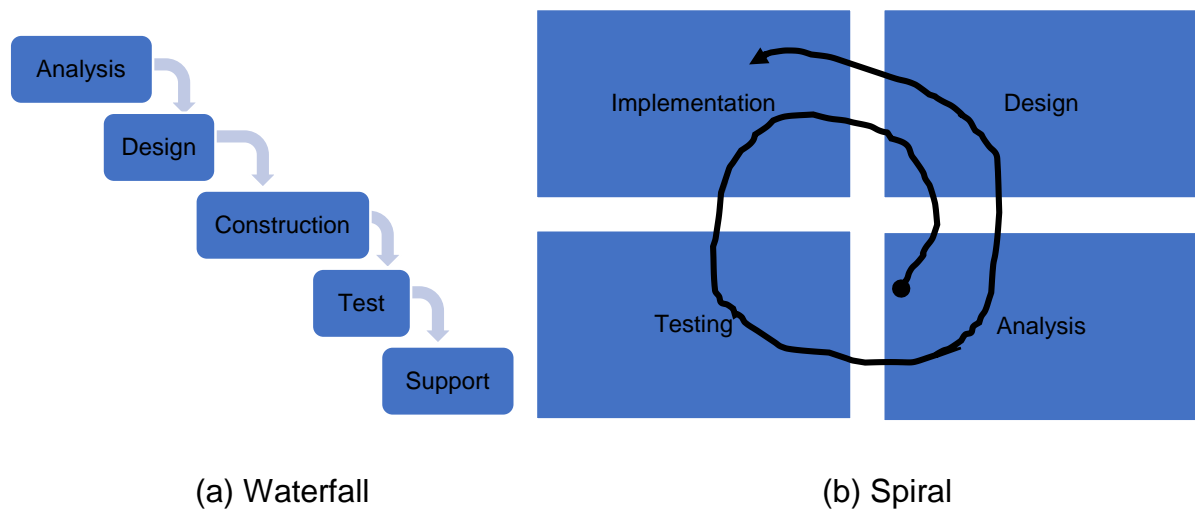 Analysis
Design
Construction
Test
Support
(a) Waterfall
Implementation
Design
Testing
Analysis
(b) Spiral